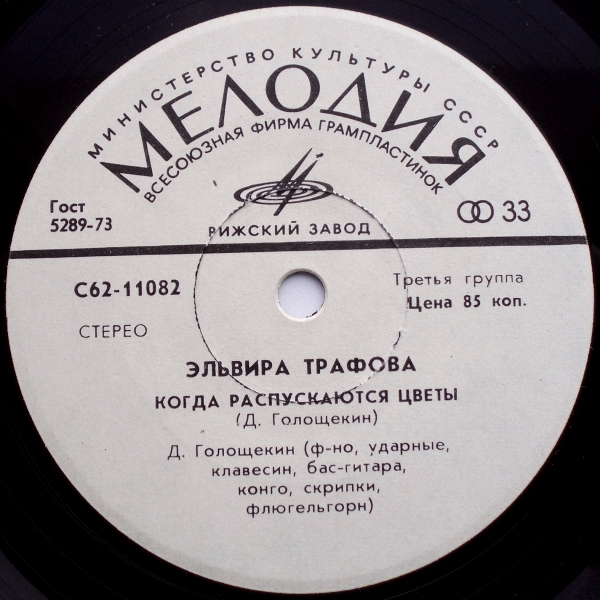 МИНИСТЕРСТВО КУЛЬТУРЫ СССР
МЕЛОДИЯ
ВСЕСОЮЗНАЯ ФИРМА ГРАМПЛАСТИНОК
Гост
5289-73
33
РИЖСКИЙ ЗАВОД
С62-11082
Третья группа
Цена 85 коп.
СТЕРЕО
ЭЛЬВИРА ТРАФОВА
КОГДА РАСПУСКАЮТСЯ ЦВЕТЫ
(Д. Голощекин)
Д. Голощекин (ф-но, ударные,
клавесин, бас-гитара,
конго, скрипки,
флюгельгорн)